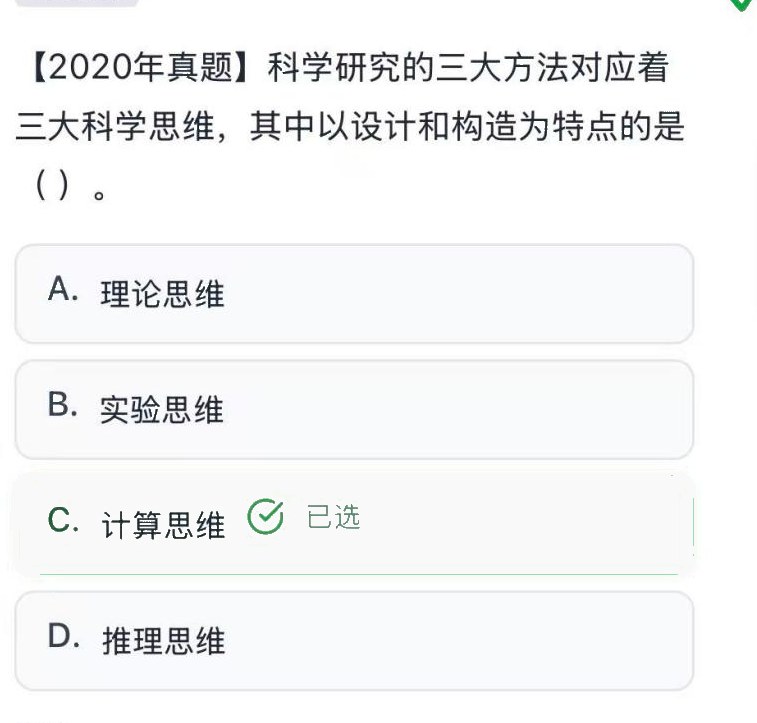 【2020年真题】科学研究的三大方法对应着
三大科学思维，其中以设计和构造为特点的是
（）。
A. 理论思维
B. 实验思维
C. 计算思维 已选
D. 推理思维